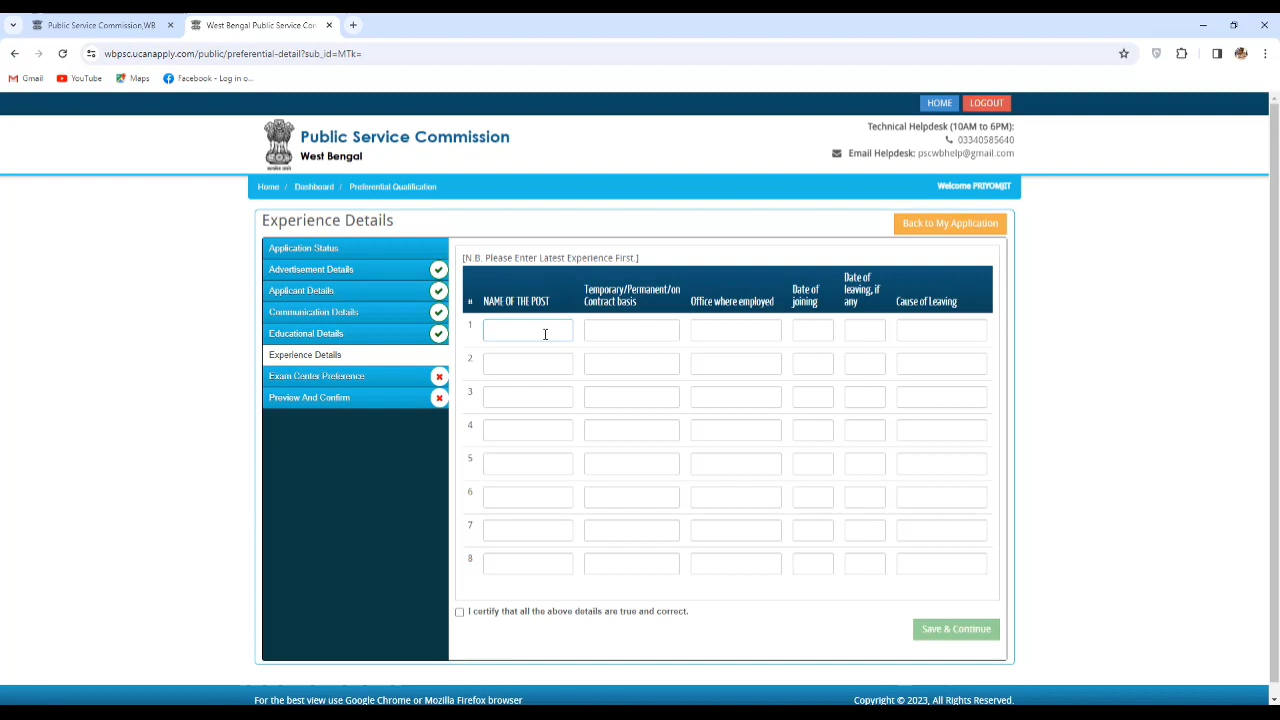 Public Service Commission,WB
West Bengal Public Service Con
wbpsc.ucanapply.com/public/preferential-detail?sub_id=MTk=
Gmail
YouTube
Maps
Facebook - Log in o...
HOME
LOGOUT
Public Service Commission
West Bengal
Technical Helpdesk (10AM to 6PM):
03340585640
Email Helpdesk: pscwbhelp@gmail.com
Home / Dashboard / Preferential Qualification
Welcome PRIYOMJIT
Experience Details
Back to My Application
Application Status
Advertisement Details
Applicant Details
Communication Details
Educational Details
Experience Details
Exam Center Preference
Preview And Confirm
[N.B. Please Enter Latest Experience First.]
#
NAME OF THE POST
Temporary/Permanent/on
Contract basis
Office where employed
Date of
joining
Date of
leaving, if
any
Cause of Leaving
1
2
3
4
5
6
7
8
I certify that all the above details are true and correct.
Save & Continue
For the best view use Google Chrome or Mozilla Firefox browser
Copyright © 2023, All Rights Reserved.